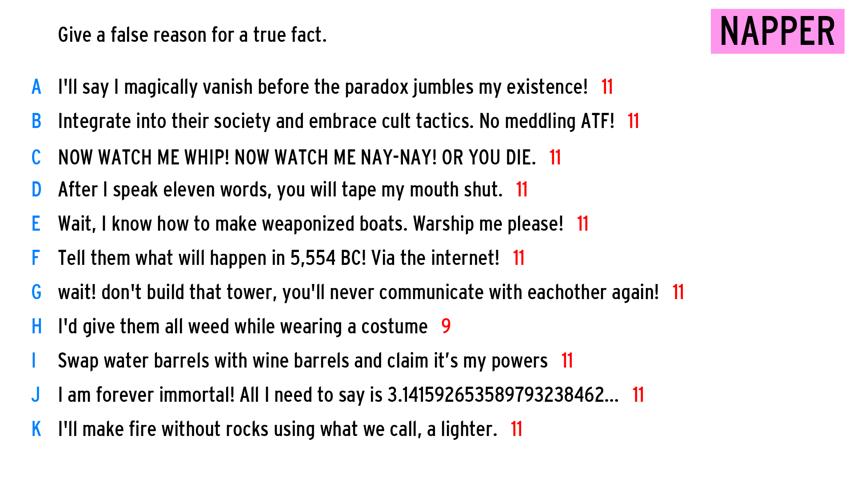 Give a false reason for a true fact.
NAPPER
A I'll say I magically vanish before the paradox jumbles my existence! 11
B Integrate into their society and embrace cult tactics. No meddling ATF! 11
C NOW WATCH ME WHIP! NOW WATCH ME NAY-NAY! OR YOU DIE. 11
D After I speak eleven words, you will tape my mouth shut. 11
E Wait, I know how to make weaponized boats. Warship me please! 11
F Tell them what will happen in 5,554 BC! Via the internet! 11
G wait! don't build that tower, you'll never communicate with eachother again! 11
H I'd give them all weed while wearing a costume 9
I Swap water barrels with wine barrels and claim it's my powers 11
J I am forever immortal! All I need to say is 3.141592653589793238462... 11
K I'll make fire without rocks using what we call, a lighter. 11